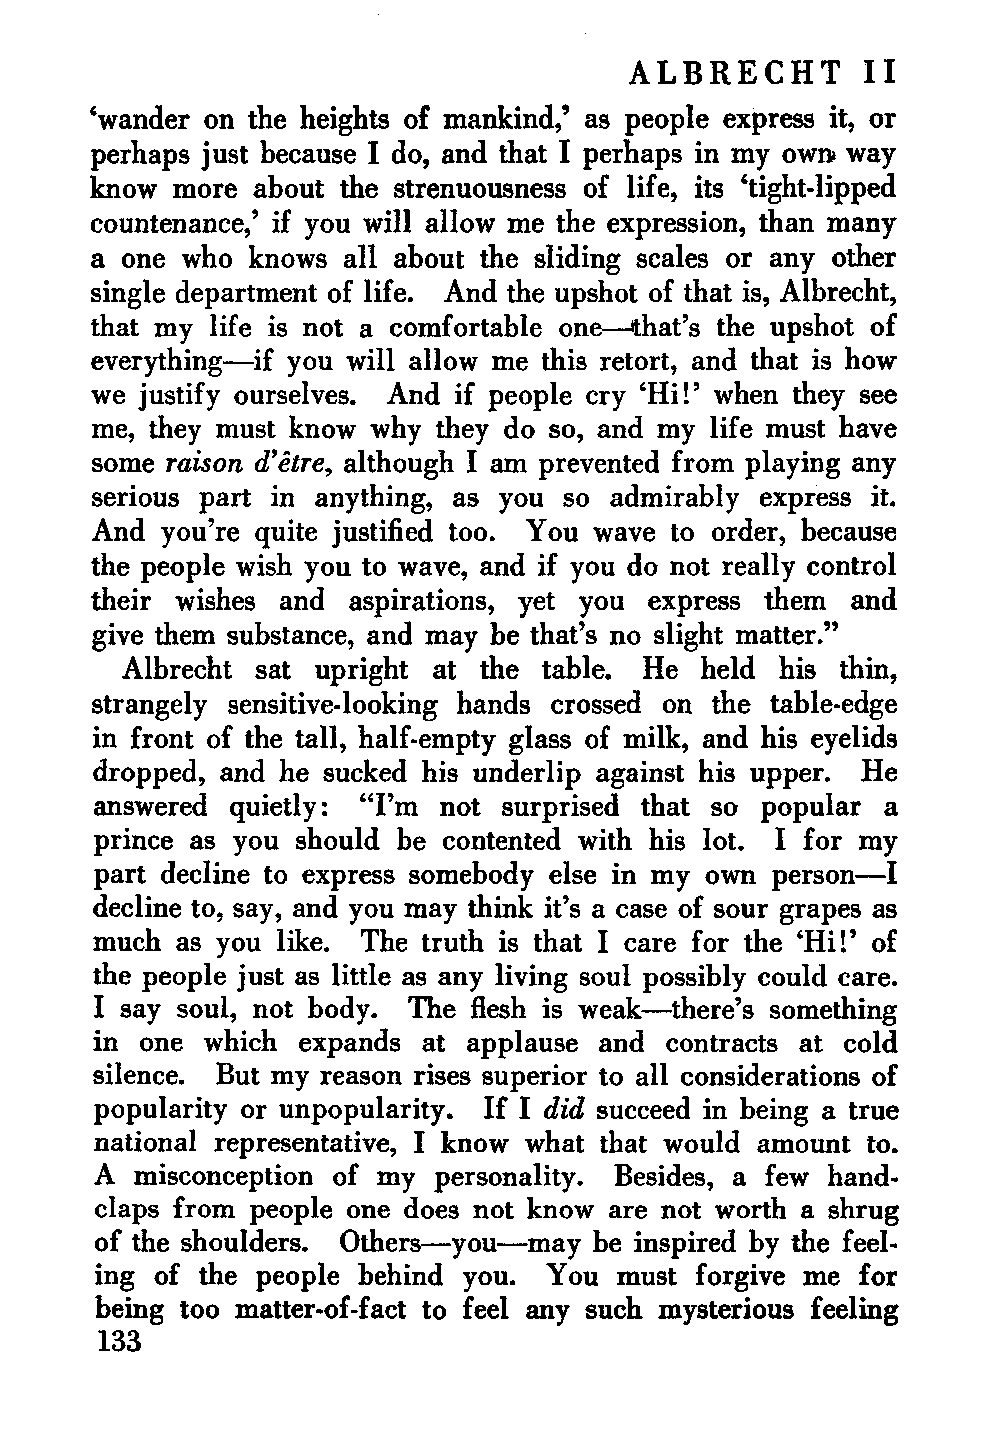 ALBRECHT II
‘wander on the heights of mankind,’ as people express it, or
perhaps just because I do, and that I perhaps in my own way
know more about the strenuousness of life, its ‘tight-lipped
countenance,’ if you will allow me the expression, than many
a one who knows all about the sliding scales or any other
single department of life. And the upshot of that is, Albrecht,
that my life is not a comfortable one—that’s the upshot of
everything—if you will allow me this retort, and that is how
we justify ourselves. And if people cry ‘Hi!’ when they see
me, they must know why they do so, and my life must have
some raison d’être, although I am prevented from playing any
serious part in anything, as you so admirably express it.
And you’re quite justified too. You wave to order, because
the people wish you to wave, and if you do not really control
their wishes and aspirations, yet you express them and
give them substance, and may be that’s no slight matter.”
Albrecht sat upright at the table. He held his thin,
strangely sensitive-looking hands crossed on the table-edge
in front of the tall, half-empty glass of milk, and his eyelids
dropped, and he sucked his underlip against his upper. He
answered quietly: “I’m not surprised that so popular a
prince as you should be contented with his lot. I for my
part decline to express somebody else in my own person—I
decline to, say, and you may think it’s a case of sour grapes as
much as you like. The truth is that I care for the ‘Hi!’ of
the people just as little as any living soul possibly could care.
I say soul, not body. The flesh is weak—there’s something
in one which expands at applause and contracts at cold
silence. But my reason rises superior to all considerations of
popularity or unpopularity. If I did succeed in being a true
national representative, I know what that would amount to.
A misconception of my personality. Besides, a few hand-
claps from people one does not know are not worth a shrug
of the shoulders. Others—you—may be inspired by the feel-
ing of the people behind you. You must forgive me for
being too matter-of-fact to feel any such mysterious feeling
133